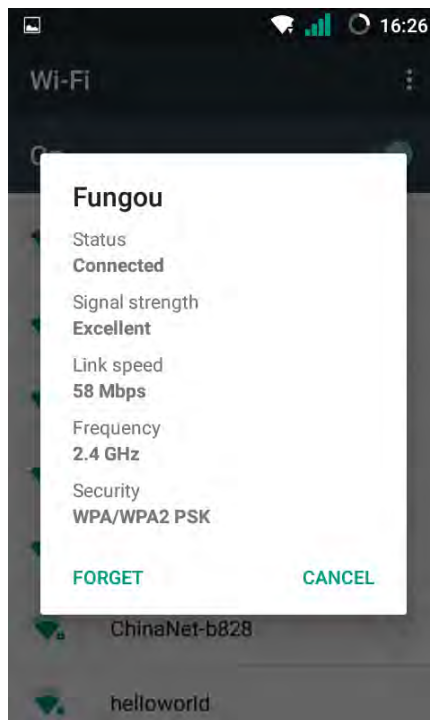 16:26
Wi-Fi
On
Fungou
Status
Connected
Signal strength
Excellent
Link speed
58 Mbps
Frequency
2.4 GHz
Security
WPA/WPA2 PSK
FORGET CANCEL
ChinaNet-b828
helloworld